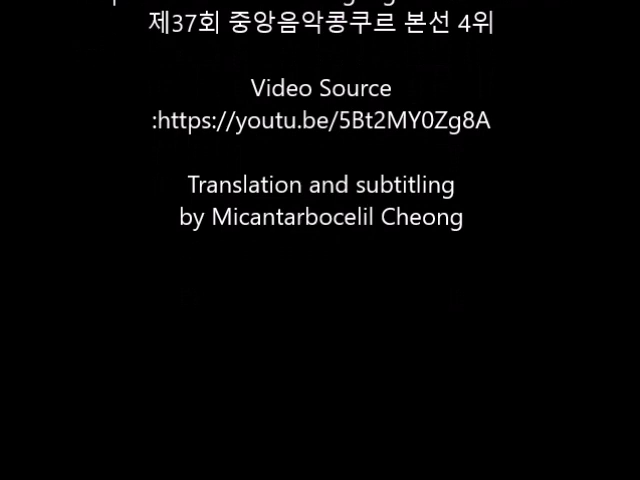 제37회 중앙음악콩쿠르 본선 4위
Video Source
:https://youtu.be/5Bt2MY0Zg8A
Translation and subtitling
by Micantarbocelil Cheong